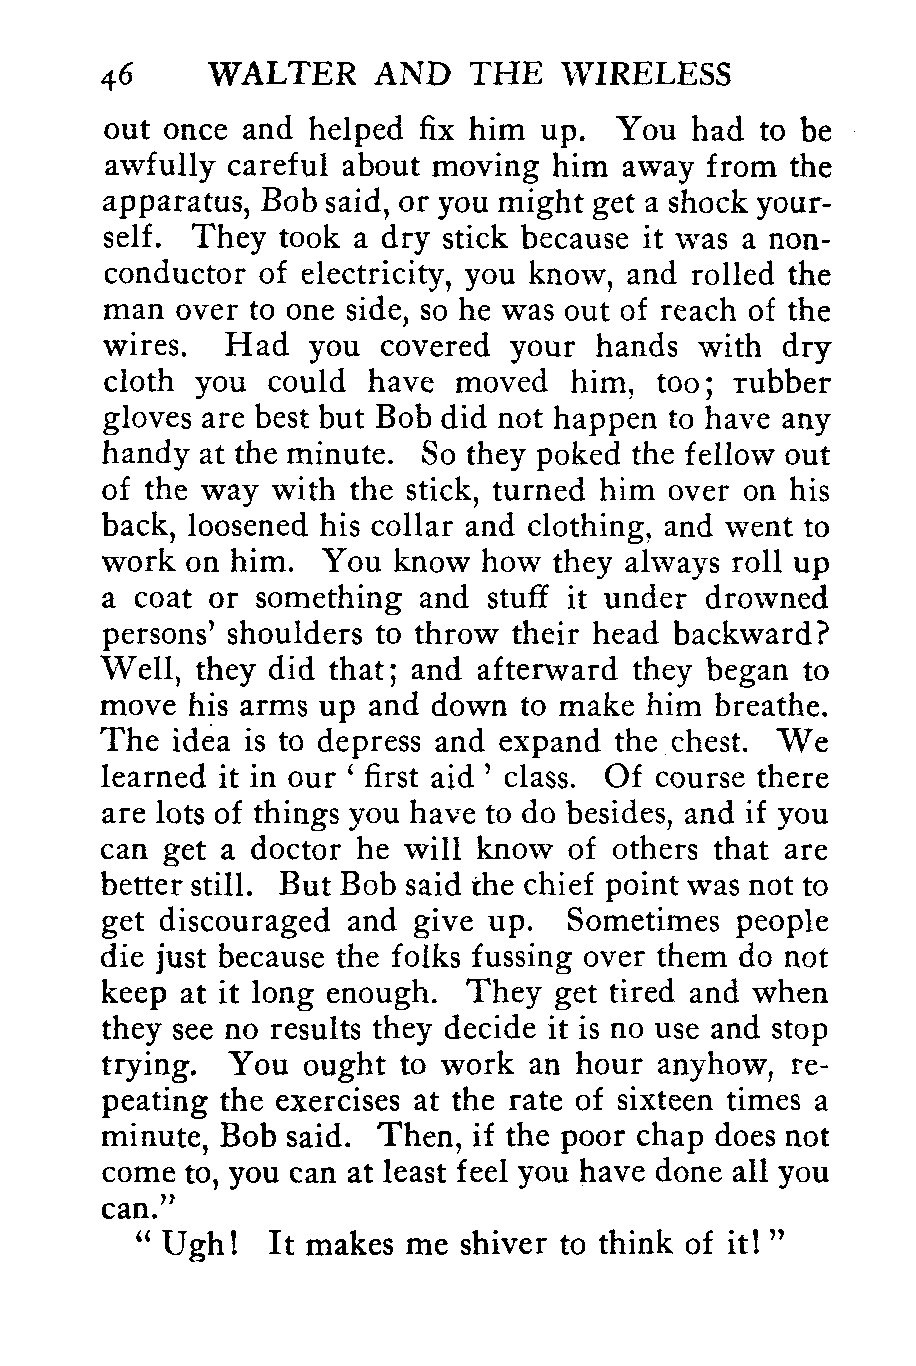 46 WALTER AND THE WIRELESS
out once and helped fix him up. You had to be
awfully careful about moving him away from the
apparatus, Bob said, or you might get a shock your-
self. They took a dry stick because it was a non-
conductor of electricity, you know, and rolled the
man over to one side, so he was out of reach of the
wires. Had you covered your hands with dry
cloth you could have moved him, too; rubber
gloves are best but Bob did not happen to have any
handy at the minute. So they poked the fellow out
of the way with the stick, turned him over on his
back, loosened his collar and clothing, and went to
work on him. You know how they always roll up
a coat or something and stuff it under drowned
persons' shoulders to throw their head backward?
Well, they did that; and afterward they began to
move his arms up and down to make him breathe.
The idea is to depress and expand the chest. We
learned it in our ‘ first aid ’ class. Of course there
are lots of things you have to do besides, and if you
can get a doctor he will know of others that are
better still. But Bob said the chief point was not to
get discouraged and give up. Sometimes people
die just because the folks fussing over them do not
keep at it long enough. They get tired and when
they see no results they decide it is no use and stop
trying. You ought to work an hour anyhow, re-
peating the exercises at the rate of sixteen times a
minute, Bob said. Then, if the poor chap does not
come to, you can at least feel you have done all you
can.”
“ Ugh! It makes me shiver to think of it! ”